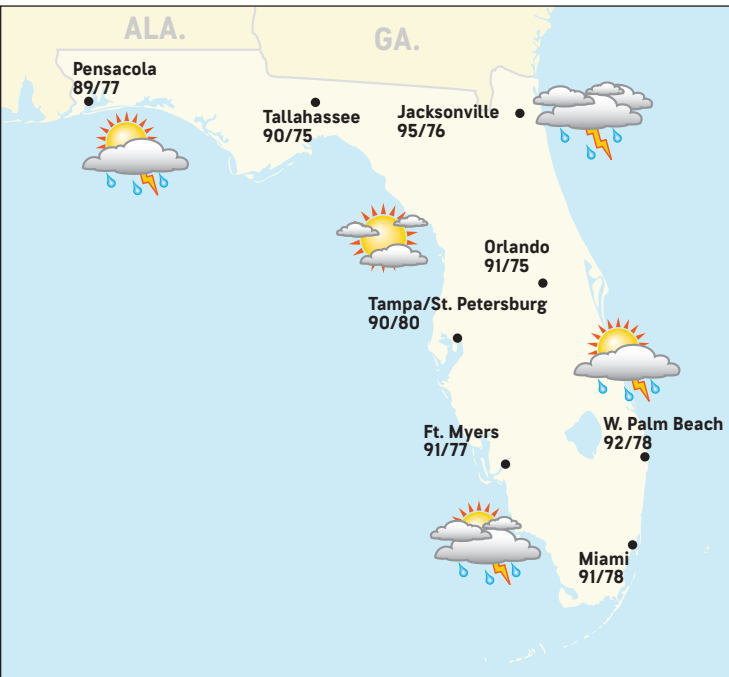 ALA.
GA.
Pensacola
89/77
Tallahassee
90/75
Jacksonville
95/76
Orlando
91/75
Tampa/St. Petersburg
90/80
Ft. Myers
91/77
W. Palm Beach
92/78
Miami
91/78